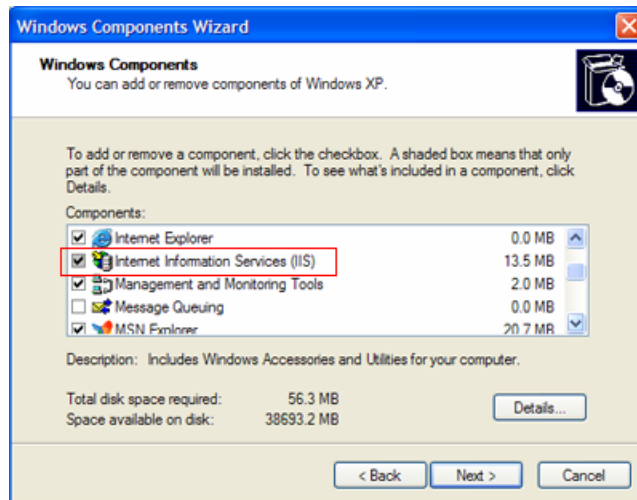 Windows Components Wizard
Windows Components
You can add or remove components of Windows XP.
To add or remove a component, click the checkbox. A shaded box means that only
part of the component will be installed. To see what's included in a component, click
Details.
Components:
Internet Explorer 0.0 MB
Internet Information Services (IIS) 13.5 MB
Management and Monitoring Tools 2.0 MB
Message Queuing 0.0 MB
MSN Explorer 20.7 MB
Description: Includes Windows Accessories and Utilities for your computer.
Total disk space required: 56.3 MB
Space available on disk: 38693.2 MB
Details...
< Back Next > Cancel